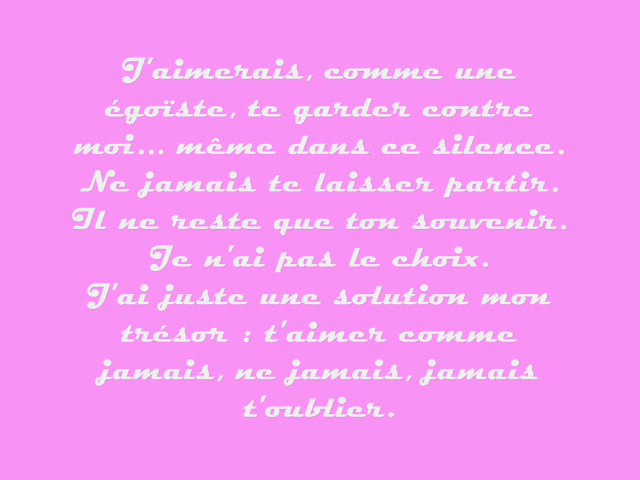 J'aimerais, comme une
égoïste, te garder contre
moi... même dans ce silence.
Ne jamais te laisser partir.
Il ne reste que ton souvenir.
Je n'ai pas le choix.
J'ai juste une solution mon
trésor : t'aimer comme
jamais, ne jamais, jamais
t'oublier.